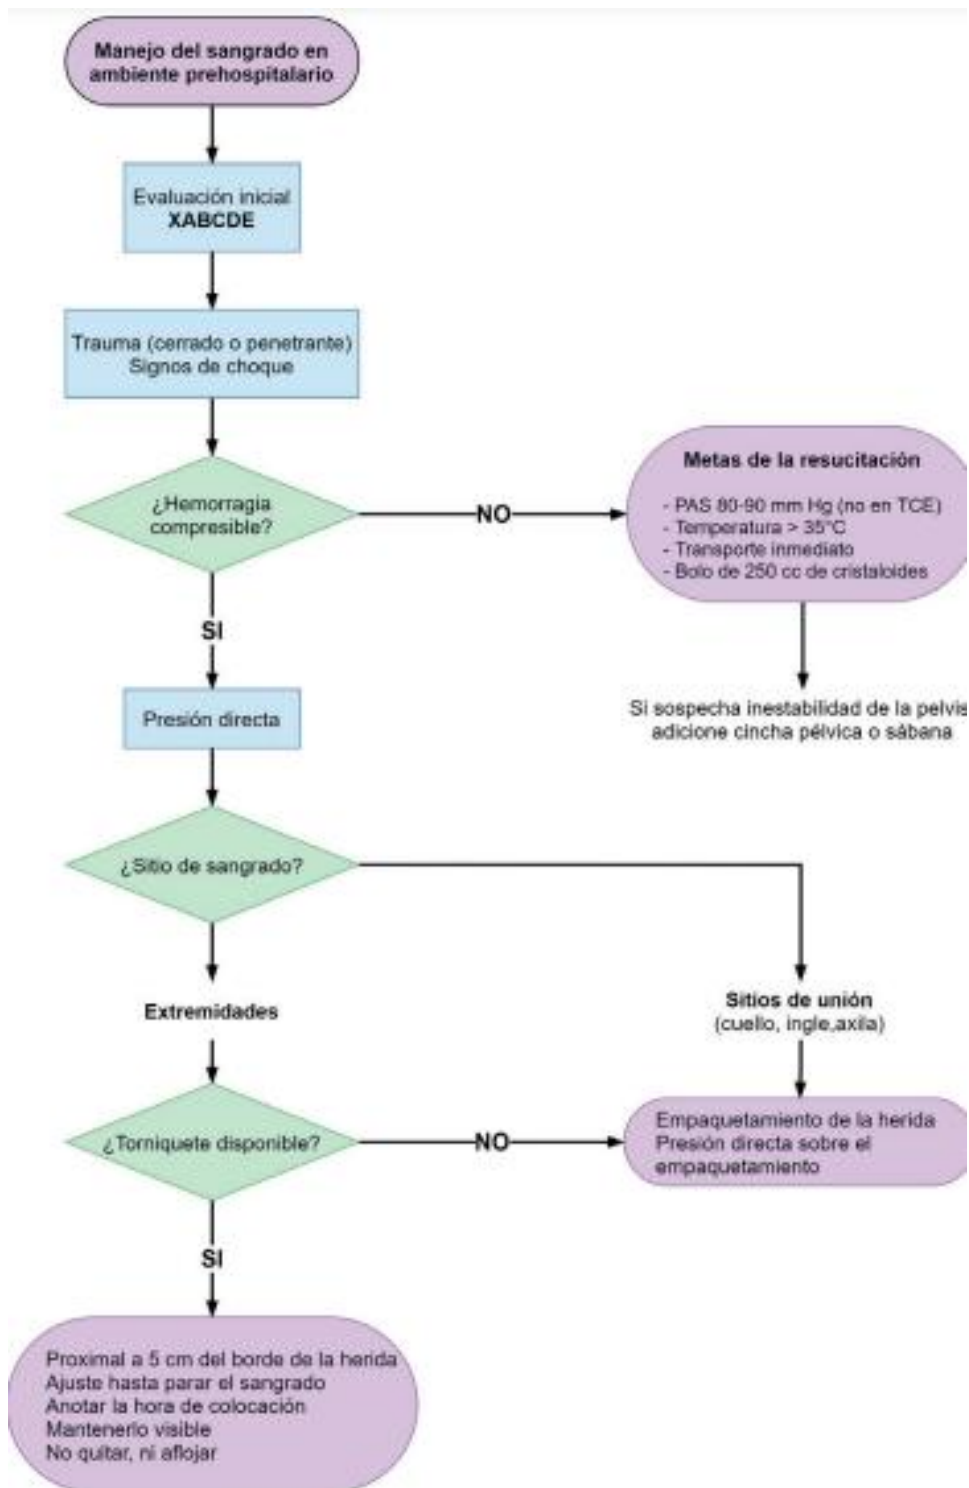 Manejo del sangrado en
ambiente prehospitalario
Evaluación inicial
XABCDE
Trauma (cerrado o penetrante)
Signos de choque
¿Hemorragia
compresible?
NO
Metas de la resucitación
- PAS 80-90 mm Hg (no en TCE)
- Temperatura > 35°C
- Transporte inmediato
- Bolo de 250 cc de cristaloides
SI
Presión directa
Si sospecha inestabilidad de la pelvis
adicione cincha pélvica o sábana
¿Sitio de sangrado?
Extremidades
Sitios de unión
(cuello, ingle,axila)
¿Torniquete disponible?
NO
Empaquetamiento de la herida
Presión directa sobre el
empaquetamiento
SI
Proximal a 5 cm del borde de la herida
Ajuste hasta parar el sangrado
Anotar la hora de colocación
Mantenerlo visible
No quitar, ni aflojar